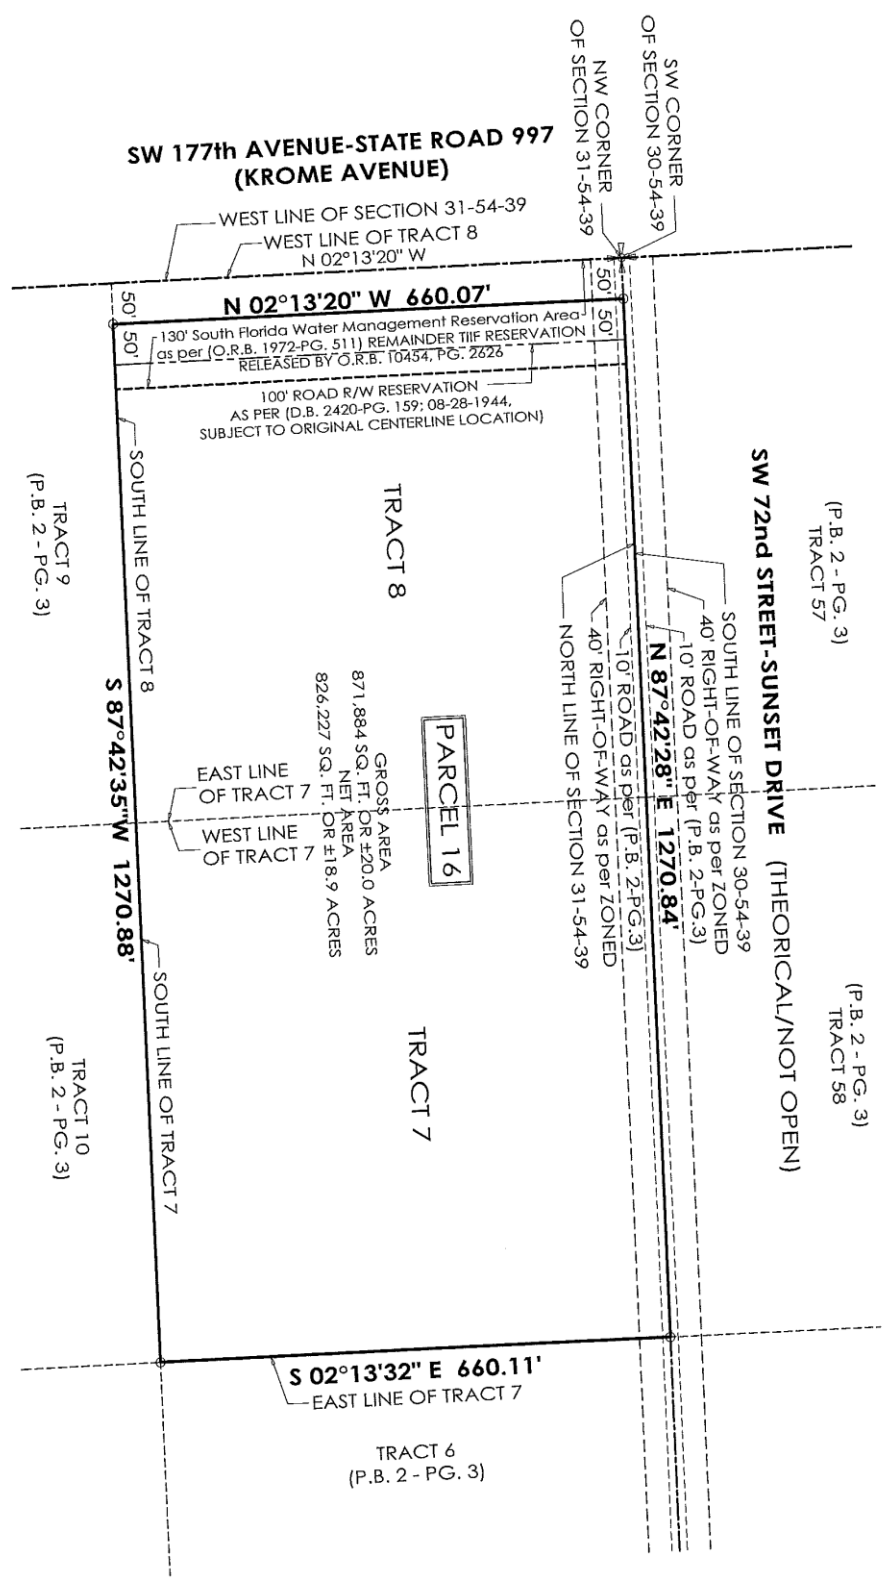 SW CORNER
OF SECTION 30-54-39
NW CORNER
OF SECTION 31-54-39
SW 177th AVENUE-STATE ROAD 997
(KROME AVENUE)
WEST LINE OF SECTION 31-54-39
WEST LINE OF TRACT 8
N 02°13'20" W
50'
50'
N 02°13'20" W 660.07'
50'
50'
130' South Florida Water Management Reservation Area
as per (O.R.B. 1972-PG. 511) REMAINDER TIIF RESERVATION
RELEASED BY O.R.B. 10454, PG. 2626
100' ROAD R/W RESERVATION
AS PER (D.B. 2420-PG. 159; 08-28-1944,
SUBJECT TO ORIGINAL CENTERLINE LOCATION)
SW 72nd STREET-SUNSET DRIVE (THEORICAL/NOT OPEN)
(P.B. 2 - PG. 3)
TRACT 57
(P.B. 2 - PG. 3)
TRACT 58
SOUTH LINE OF SECTION 30-54-39
40' RIGHT-OF-WAY as per ZONED
10' ROAD as per (P.B. 2-PG.3)
N 87°42'28" E 1270.84'
10' ROAD as per (P.B. 2-PG.3)
40' RIGHT-OF-WAY as per ZONED
NORTH LINE OF SECTION 31-54-39
TRACT 8
PARCEL 16
GROSS AREA
871,884 SQ. FT. OR ±20.0 ACRES
NET AREA
826,227 SQ. FT. OR ±18.9 ACRES
TRACT 7
EAST LINE
OF TRACT 7
WEST LINE
OF TRACT 7
SOUTH LINE OF TRACT 8
S 87°42'35"W 1270.88'
SOUTH LINE OF TRACT 7
TRACT 9
(P.B. 2 - PG. 3)
TRACT 10
(P.B. 2 - PG. 3)
S 02°13'32" E 660.11'
EAST LINE OF TRACT 7
TRACT 6
(P.B. 2 - PG. 3)